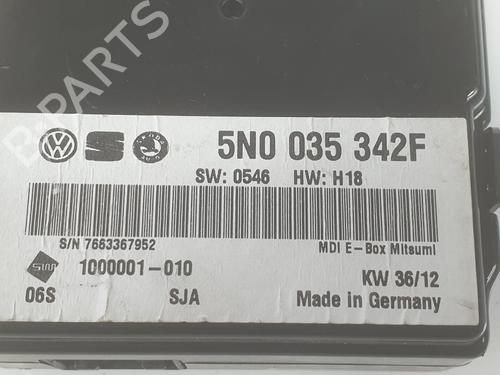 B-PARTS
5N0 035 342F
SW: 0546 HW: H18
S/N 7663367952
MDI E-Box Mitsumi
SW
1000001-010
KW 36/12
06S
SJA
Made in Germany